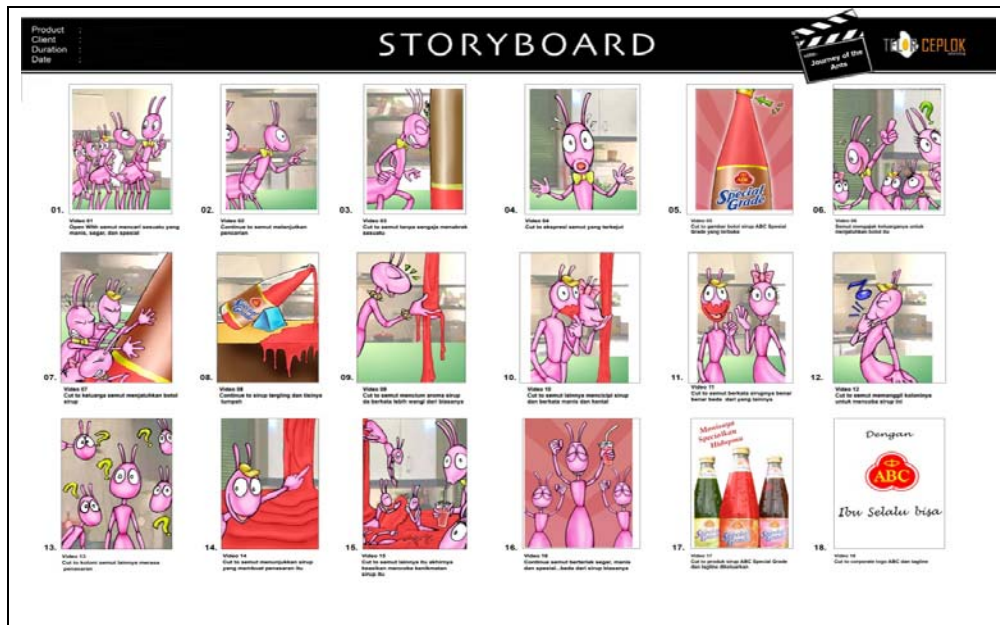 Product :
Client :
Duration :
Date :
STORYBOARD
Journey of the
Ants
TELOR CEPLOK
01.
Video 01
Open With semut mencari sesuatu yang
manis, segar, dan spesial
02.
Video 02
Continue to semut melanjutkan
pencarian
03.
Video 03
Cut to semut tanpa sengaja menabrak
sesuatu
04.
Video 04
Cut to ekspresi semut yang terkejut
05.
ABC
Special
Grade
Video 05
Cut to gambar botol sirup ABC Special
Grade yang terbuka
06.
?
Video 06
Semut mengajak keluarganya untuk
menjatuhkan botol itu
07.
Video 07
Cut to keluarga semut menjatuhkan botol
sirup
08.
Video 08
Continue to sirup terguling dan isinya
tumpah
09.
Video 09
Cut to semut mencium aroma sirup
da berkata lebih wangi dari biasanya
10.
Video 10
Cut to semut lainnya mencicipi sirup
dan berkata manis dan kental
11.
Video 11
Cut to semut berkata sirupnya benar
benar beda dari yang lainnya
12.
Video 12
Cut to semut memanggil koloninya
untuk mencoba sirup ini
13.
? ? ? ? ?
Video 13
Cut to koloni semut lainnya merasa
penasaran
14.
Video 14
Cut to semut menunjukkan sirup
yang membuat penasaran itu
15.
Video 15
Cut to semut lainnya itu akhirnya
keasikan mencoba kenikmatan
sirup itu
16.
Video 16
Continue semut berteriak segar, manis
dan spesial...beda dari sirup biasanya
17.
Manisnya
Specialkan
Hidupmu
Video 17
Cut to produk sirup ABC Special Grade
dan tagline dikeluarkan
18.
Dengan
ABC
Ibu Selalu bisa
Video 18
Cut to corporate logo ABC dan tagline